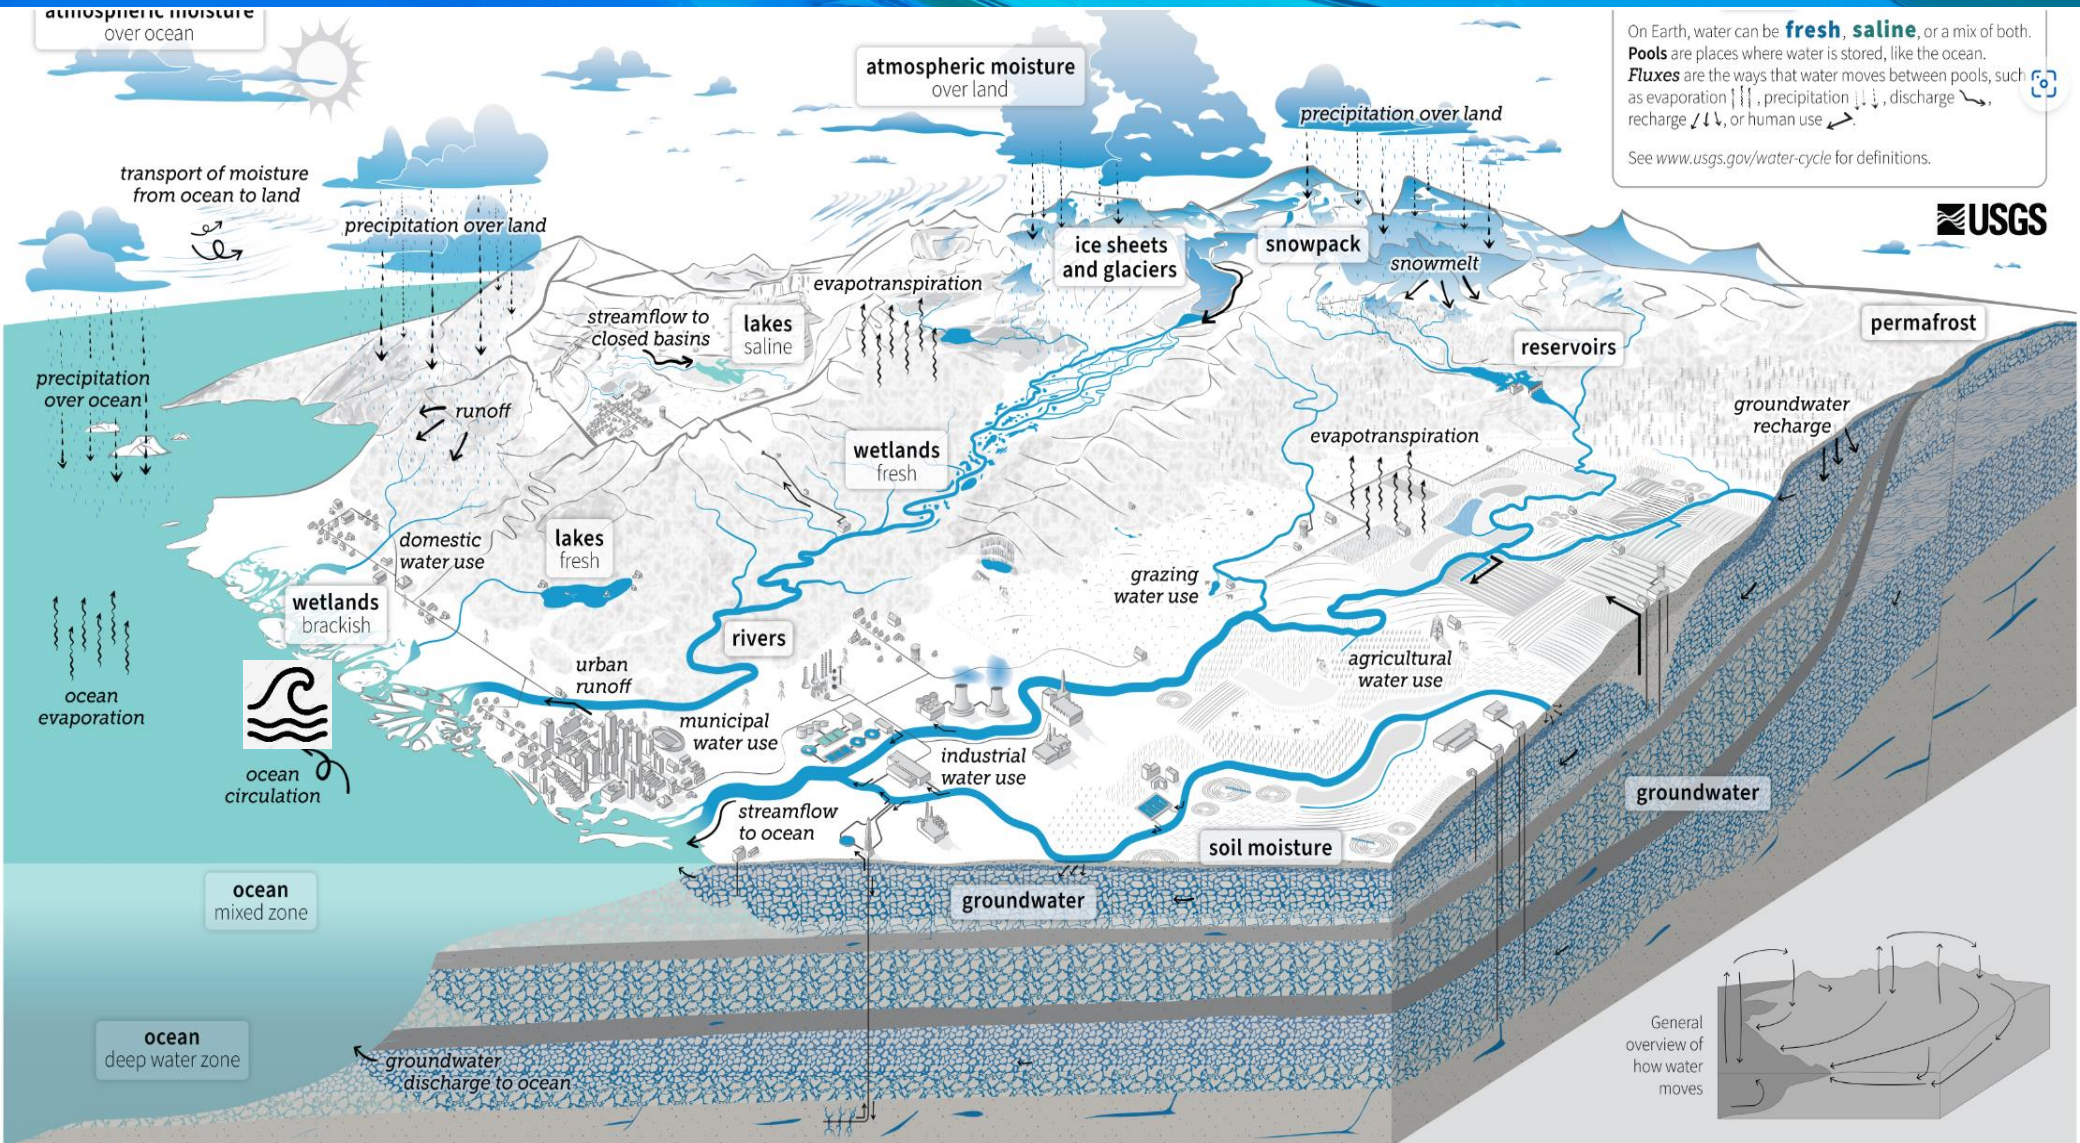 atmospheric moisture
over ocean
atmospheric moisture
over land
On Earth, water can be fresh, saline, or a mix of both.
Pools are places where water is stored, like the ocean.
Fluxes are the ways that water moves between pools, such
as evaporation, precipitation, discharge,
recharge, or human use.
See www.usgs.gov/water-cycle for definitions.
USGS
precipitation over land
transport of moisture
from ocean to land
precipitation over land
ice sheets
and glaciers
snowpack
snowmelt
evapotranspiration
streamflow to
closed basins
lakes
saline
reservoirs
permafrost
precipitation
over ocean
runoff
groundwater
recharge
wetlands
fresh
evapotranspiration
domestic
water use
lakes
fresh
grazing
water use
wetlands
brackish
rivers
urban
runoff
agricultural
water use
ocean
evaporation
municipal
water use
industrial
water use
ocean
circulation
streamflow
to ocean
groundwater
soil moisture
ocean
mixed zone
groundwater
ocean
deep water zone
groundwater
discharge to ocean
General
overview of
how water
moves